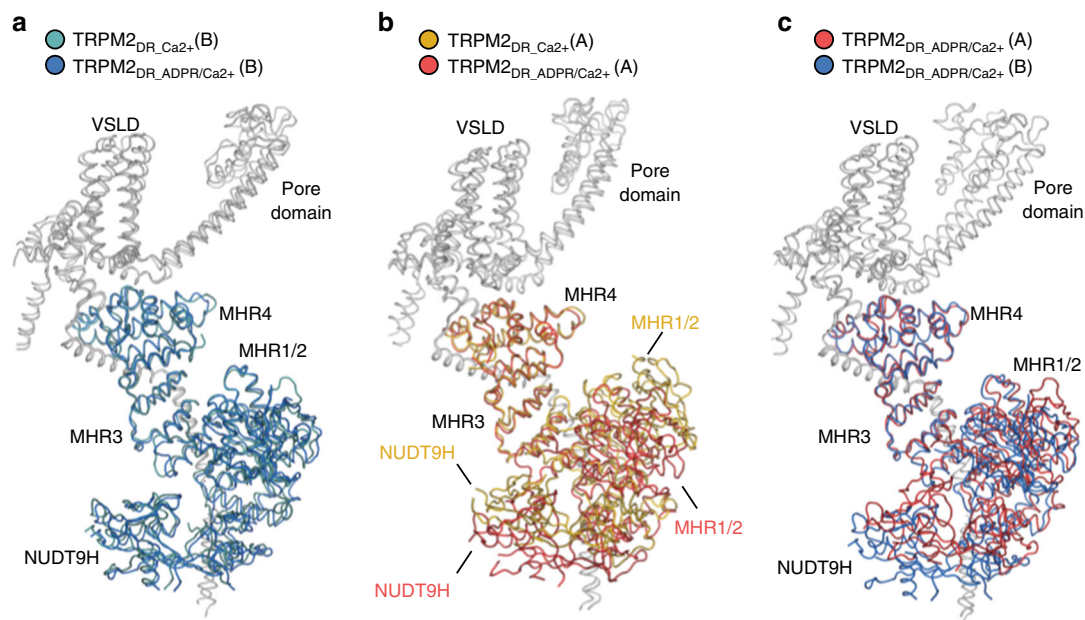 a
TRPM2DR_Ca2+(B)
TRPM2DR_ADPR/Ca2+ (B)
VSLD
Pore
domain
MHR4
MHR1/2
MHR3
NUDT9H
b
TRPM2DR_Ca2+(A)
TRPM2DR_ADPR/Ca2+ (A)
VSLD
Pore
domain
MHR4
MHR1/2
MHR3
NUDT9H
MHR1/2
NUDT9H
c
TRPM2DR_ADPR/Ca2+ (A)
TRPM2DR_ADPR/Ca2+ (B)
VSLD
Pore
domain
MHR4
MHR1/2
MHR3
NUDT9H